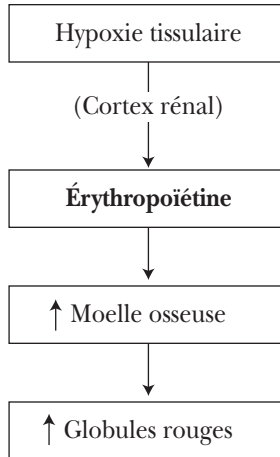 Hypoxie tissulaire
(Cortex rénal)
Érythropoïétine
↑ Moelle osseuse
↑ Globules rouges